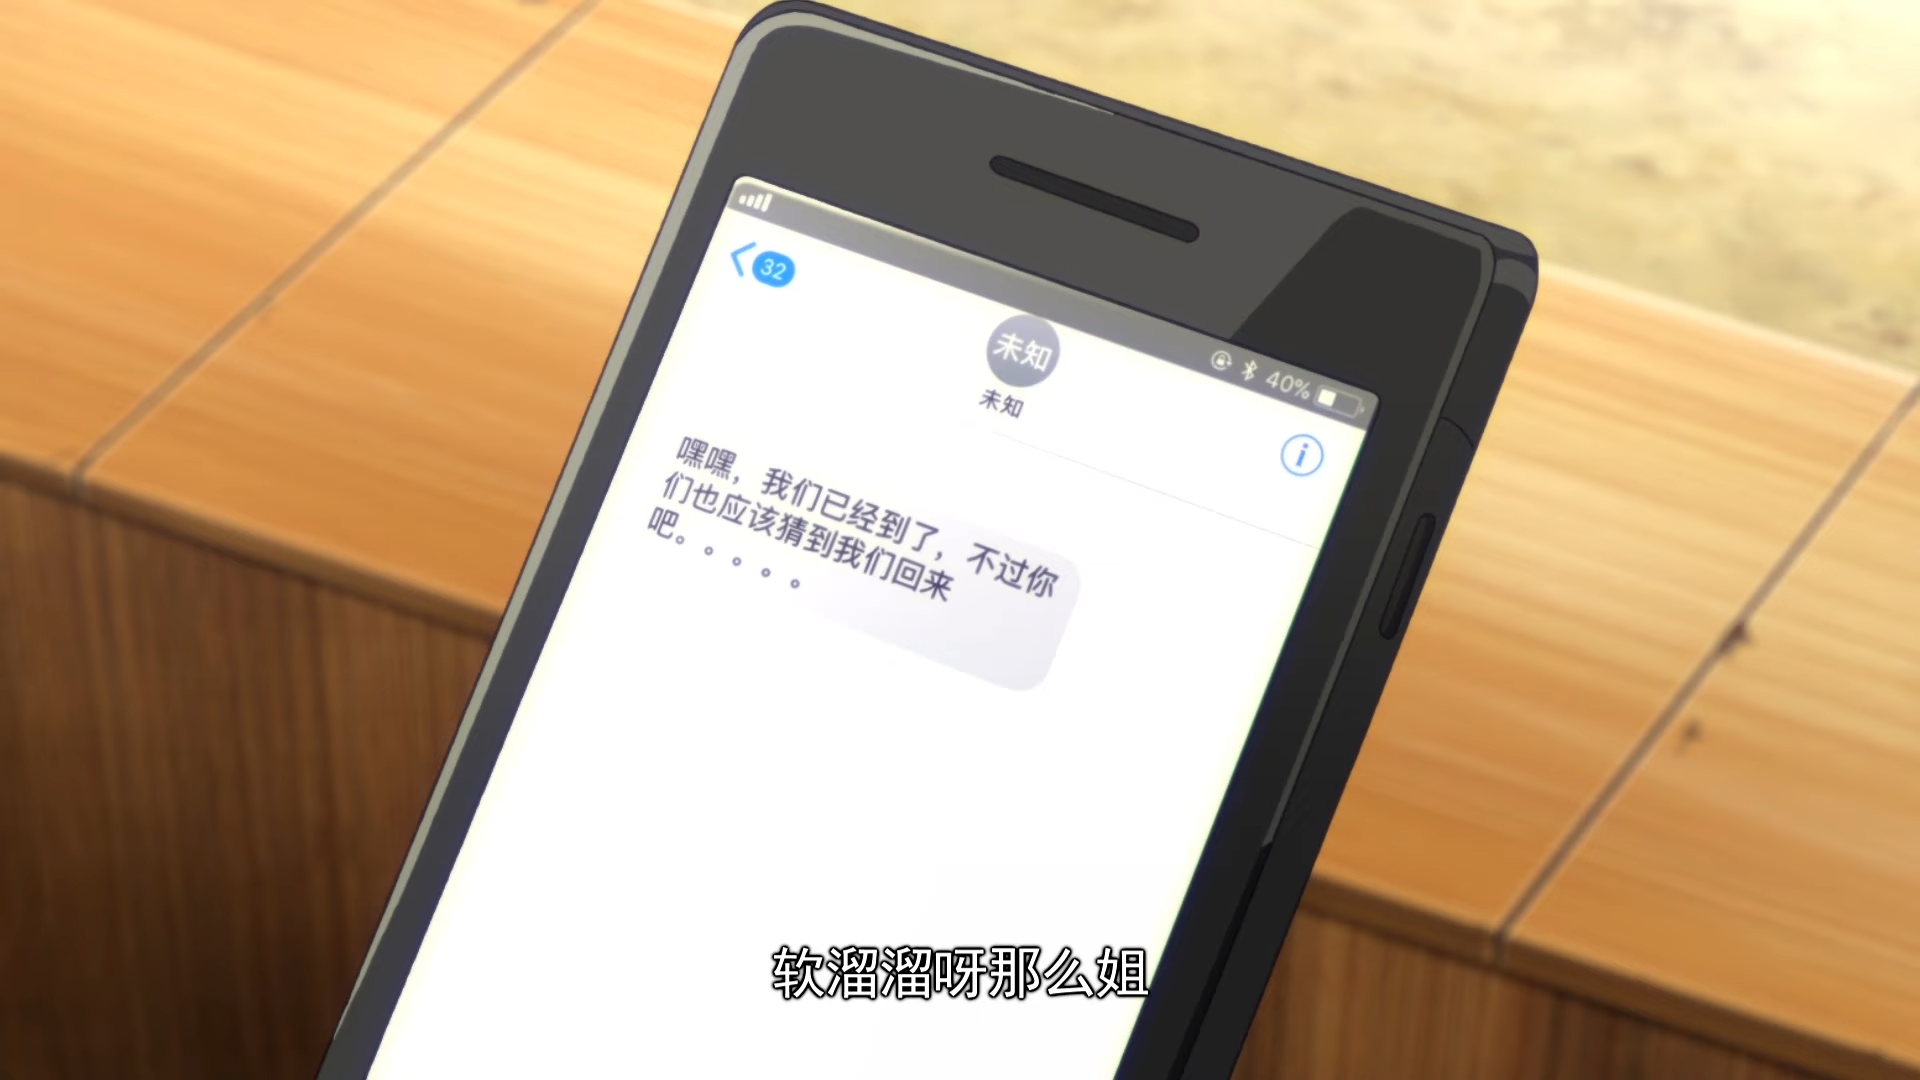 32
40%
未知
未知
嘿嘿，我们已经到了，不过你
们也应该猜到我们回来
吧。。。。。
软溜溜呀那么姐